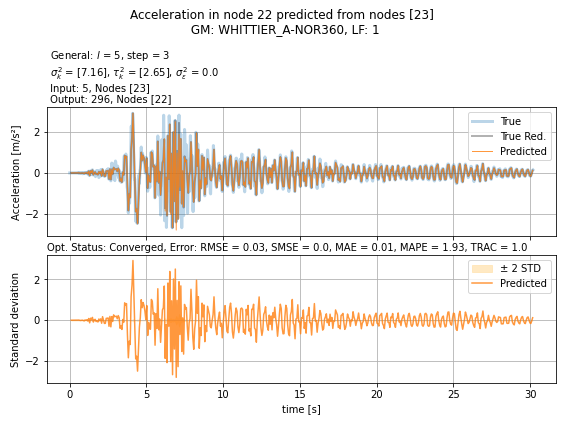 Acceleration in node 22 predicted from nodes [23]
GM: WHITTIER_A-NOR360, LF: 1
General: l = 5, step = 3
σ²ₖ = [7.16], τ²ₖ = [2.65], σ²ε = 0.0
Input: 5, Nodes [23]
Output: 296, Nodes [22]
Acceleration [m/s²]
2
0
−2
True
True Red.
Predicted
Opt. Status: Converged, Error: RMSE = 0.03, SMSE = 0.0, MAE = 0.01, MAPE = 1.93, TRAC = 1.0
Standard deviation
2
0
−2
± 2 STD
Predicted
0 5 10 15 20 25 30
time [s]